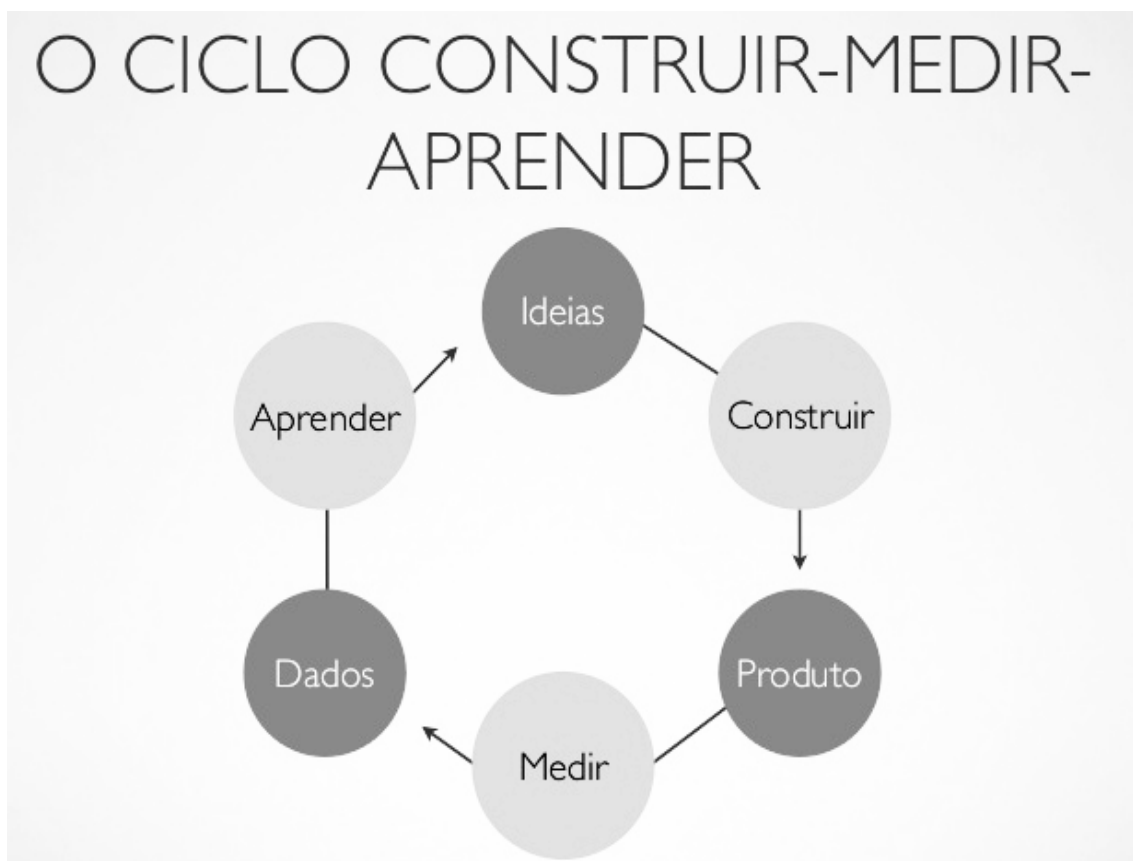 O CICLO CONSTRUIR-MEDIR-
APRENDER
Ideias
Construir
Produto
Medir
Dados
Aprender